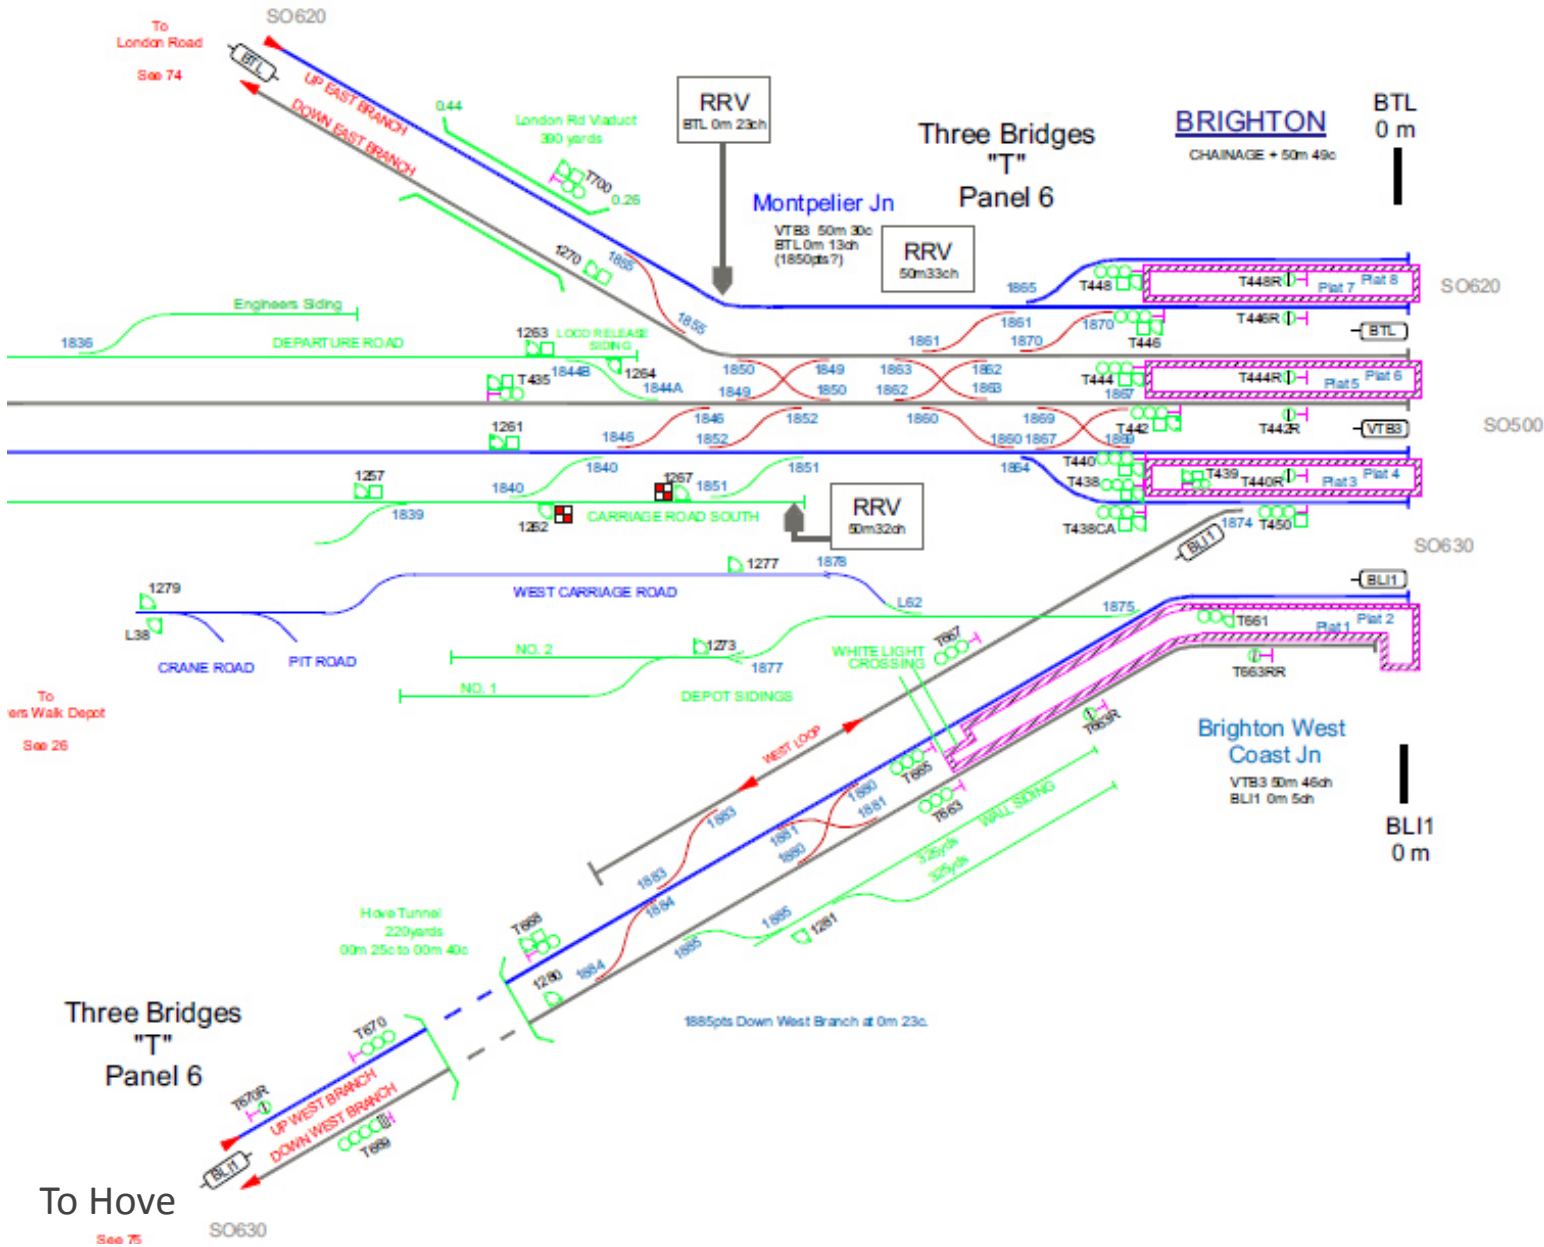 SO620
To
London Road
See 74
BTL
UP EAST BRANCH
DOWN EAST BRANCH
0.44
London Rd Viaduct
390 yards
T700
0.26
RRV
BTL 0m 23ch
Three Bridges
"T"
Panel 6
BRIGHTON
CHAINAGE + 50m 49c
BTL
0 m
Montpelier Jn
VTB3 50m 30c
BTL 0m 13ch
(1850pts?)
RRV
50m33ch
1270
1855
1855
1865
T448
T448R
Plat 7
Plat 8
SO620
Engineers Siding
1836
DEPARTURE ROAD
1263
LOCO RELEASE
SIDING
1861
1861
1870
1870
T446
T446R
BTL
1844B
1264
1844A
T435
1850
1849
1849
1850
1863
1862
1862
1863
T444
1867
T444R
Plat 5
Plat 6
1261
1846
1846
1852
1852
1860
1860
1869
1867
1869
T442
T442R
VTB3
SO500
1257
1840
1840
1267
1851
1851
1864
T440
T438
T439
T440R
Plat 3
Plat 4
1839
1262
CARRIAGE ROAD SOUTH
RRV
50m32ch
T438CA
1874
T450
SO630
BLI1
BLI1
1279
L38
CRANE ROAD
PIT ROAD
WEST CARRIAGE ROAD
1277
1878
L62
1875
T661
Plat 1
Plat 2
T663RR
NO. 2
1273
1877
NO. 1
DEPOT SIDINGS
WHITE LIGHT
CROSSING
T667
To
ers Walk Depot
See 26
WEST LOOP
T665
T663
T663R
Brighton West
Coast Jn
VTB3 50m 46ch
BLI1 0m 5ch
BLI1
0 m
1883
1883
1880
1881
1881
1880
WALL SIDING
325yds
325yds
1884
1884
1885
1885
1281
Hove Tunnel
220yards
00m 25c to 00m 40c
T668
1280
1885pts Down West Branch at 0m 23c.
Three Bridges
"T"
Panel 6
T670
T670R
UP WEST BRANCH
DOWN WEST BRANCH
T669
BLI1
To Hove
SO630
See 75